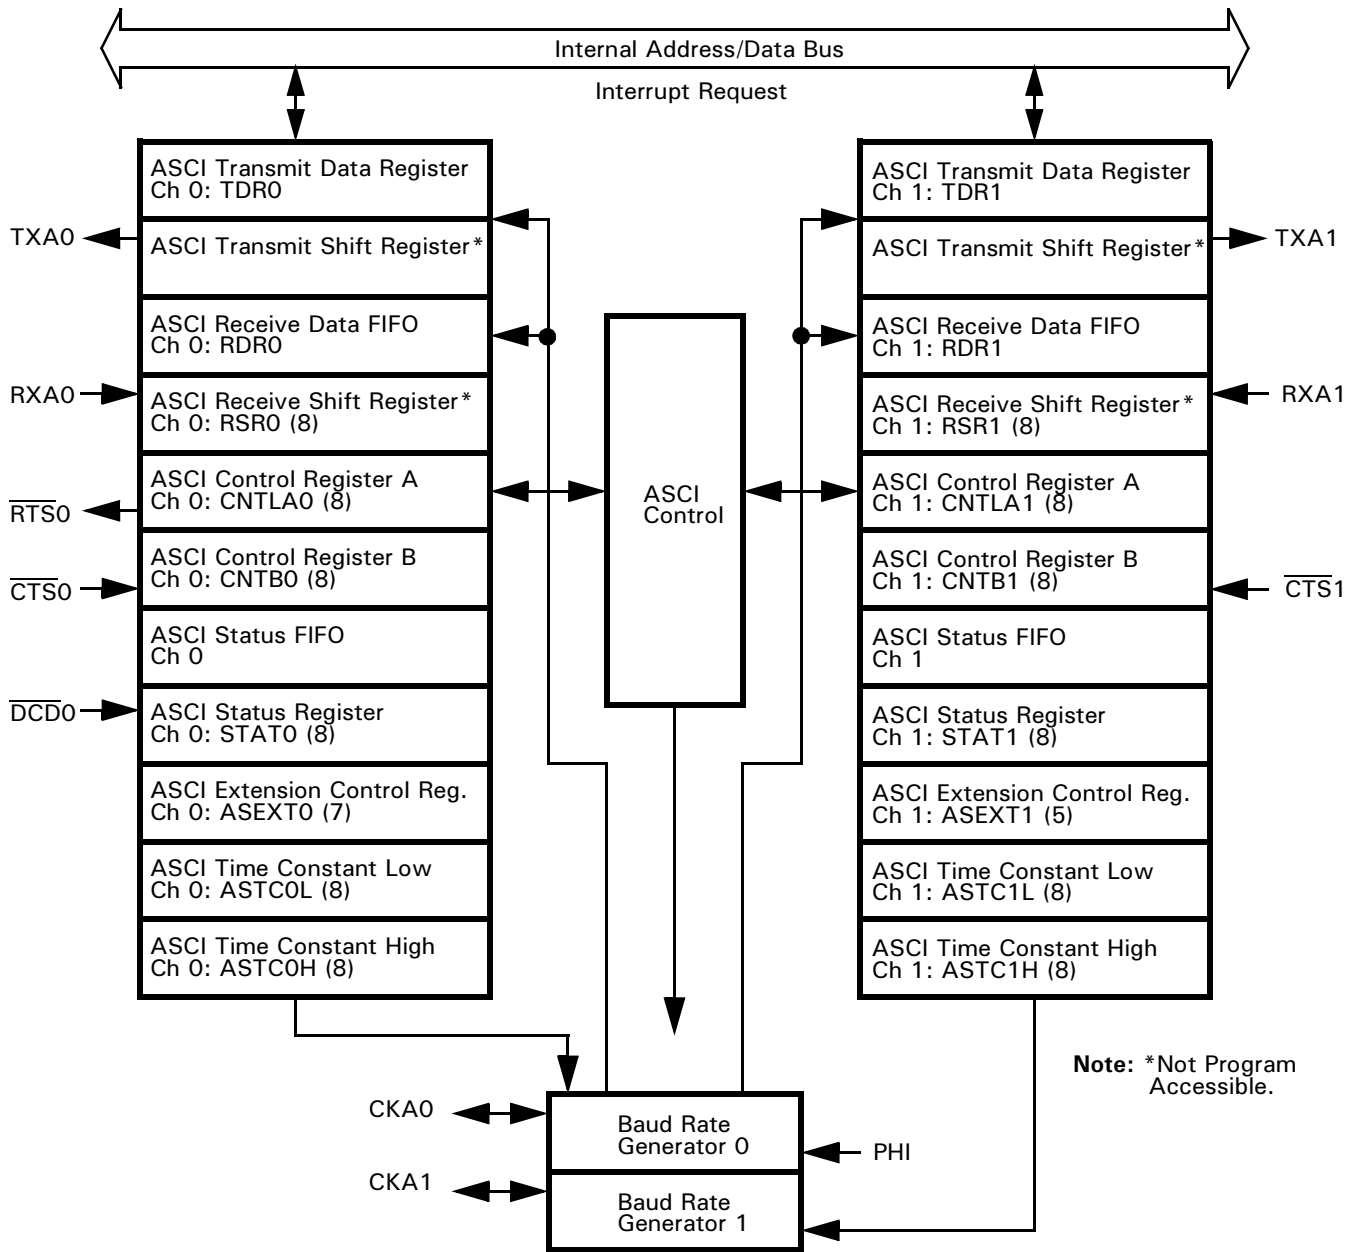 Internal Address/Data Bus
Interrupt Request
ASCI Transmit Data Register
Ch 0: TDR0
TXA0
ASCI Transmit Shift Register*
ASCI Receive Data FIFO
Ch 0: RDR0
RXA0
ASCI Receive Shift Register*
Ch 0: RSR0 (8)
ASCI Control Register A
Ch 0: CNTLA0 (8)
RTS0
ASCI Control Register B
Ch 0: CNTB0 (8)
CTS0
ASCI Status FIFO
Ch 0
DCD0
ASCI Status Register
Ch 0: STAT0 (8)
ASCI Extension Control Reg.
Ch 0: ASEXT0 (7)
ASCI Time Constant Low
Ch 0: ASTC0L (8)
ASCI Time Constant High
Ch 0: ASTC0H (8)
ASCI
Control
ASCI Transmit Data Register
Ch 1: TDR1
ASCI Transmit Shift Register*
TXA1
ASCI Receive Data FIFO
Ch 1: RDR1
ASCI Receive Shift Register*
Ch 1: RSR1 (8)
RXA1
ASCI Control Register A
Ch 1: CNTLA1 (8)
ASCI Control Register B
Ch 1: CNTB1 (8)
CTS1
ASCI Status FIFO
Ch 1
ASCI Status Register
Ch 1: STAT1 (8)
ASCI Extension Control Reg.
Ch 1: ASEXT1 (5)
ASCI Time Constant Low
Ch 1: ASTC1L (8)
ASCI Time Constant High
Ch 1: ASTC1H (8)
Note: *Not Program
Accessible.
CKA0
Baud Rate
Generator 0
PHI
CKA1
Baud Rate
Generator 1